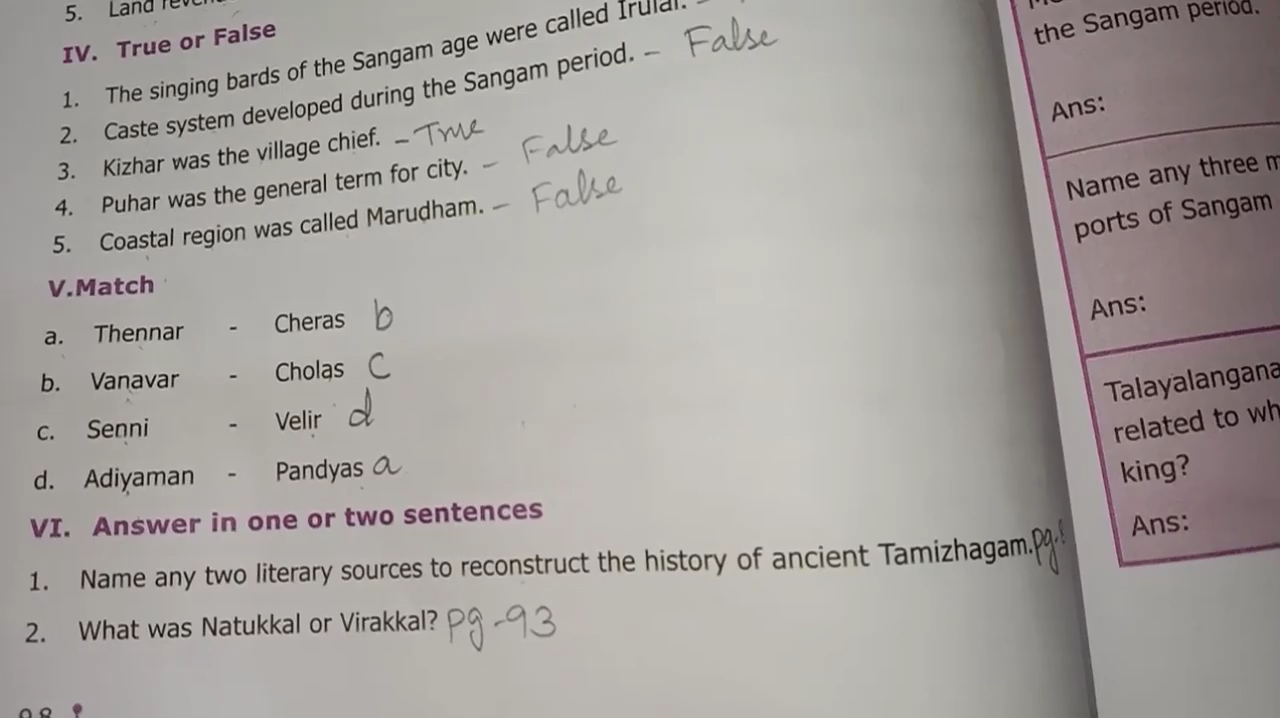 5. Land
IV. True or False
1. The singing bards of the Sangam age were called Irulai.
2. Caste system developed during the Sangam period. – False
3. Kizhar was the village chief. – True
4. Puhar was the general term for city. – False
5. Coastal region was called Marudham. – False
V.Match
a. Thennar - Cheras b
b. Vanavar - Cholas c
c. Senni - Velir d
d. Adiyaman - Pandyas a
VI. Answer in one or two sentences
1. Name any two literary sources to reconstruct the history of ancient Tamizhagam. pg-
2. What was Natukkal or Virakkal? pg-93
98
the Sangam period.
Ans:
Name any three
ports of Sangam
Ans:
Talayalangana
related to wh
king?
Ans: